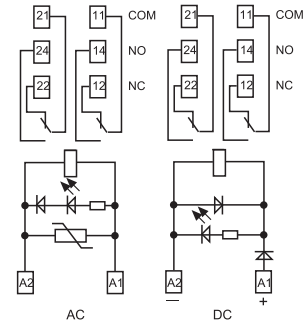 21 11 COM 21 11 COM
24 14 NO 24 14 NO
22 12 NC 22 12 NC
A2 A1 A2 A1
— +
AC DC